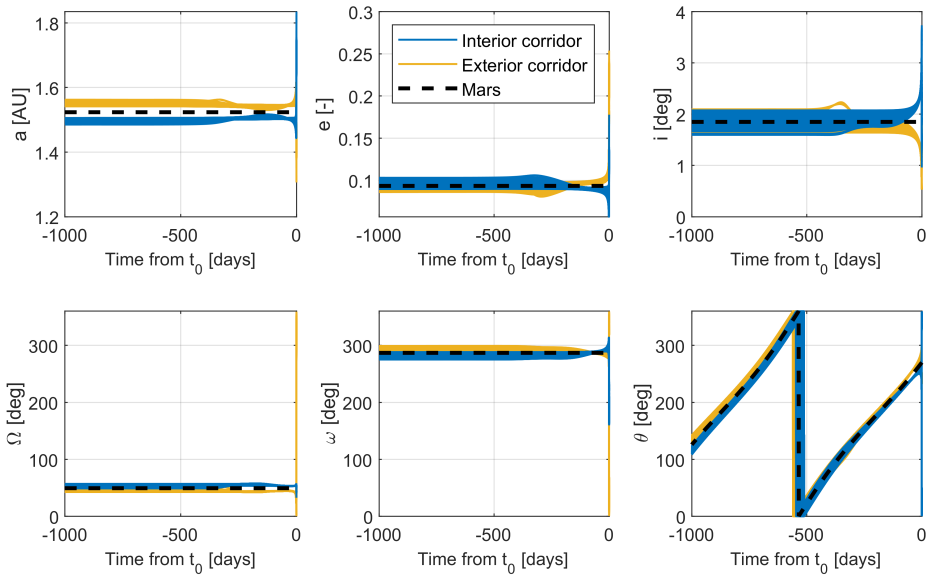 1.8
1.6
1.4
1.2
a [AU]
-1000 -500 0
Time from t0 [days]
0.3
0.25
0.2
0.15
0.1
e [-]
Interior corridor
Exterior corridor
Mars
-1000 -500 0
Time from t0 [days]
4
3
2
1
0
i [deg]
-1000 -500 0
Time from t0 [days]
300
200
100
0
Ω [deg]
-1000 -500 0
Time from t0 [days]
300
200
100
0
ω [deg]
-1000 -500 0
Time from t0 [days]
300
200
100
0
θ [deg]
-1000 -500 0
Time from t0 [days]